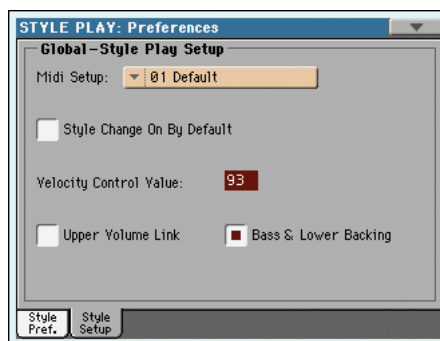 STYLE PLAY: Preferences
Global-Style Play Setup
Midi Setup: 01 Default
Style Change On By Default
Velocity Control Value: 93
Upper Volume Link Bass & Lower Backing
Style Pref. Style Setup